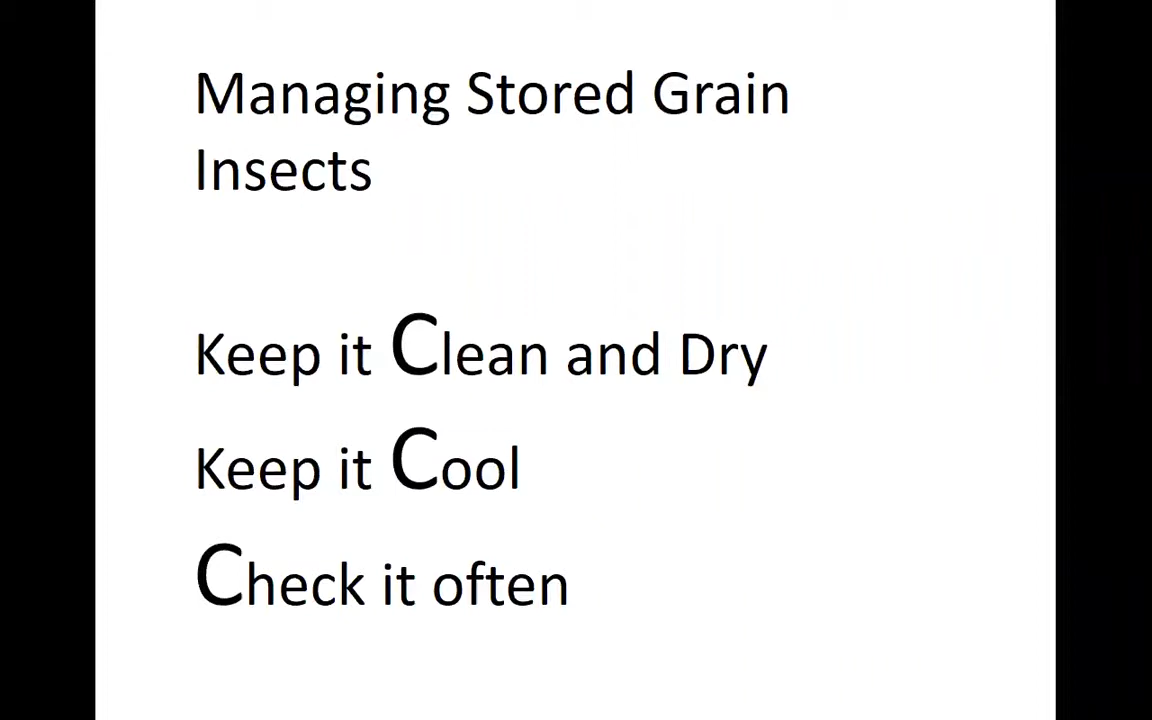 Managing Stored Grain
Insects
Keep it Clean and Dry
Keep it Cool
Check it often